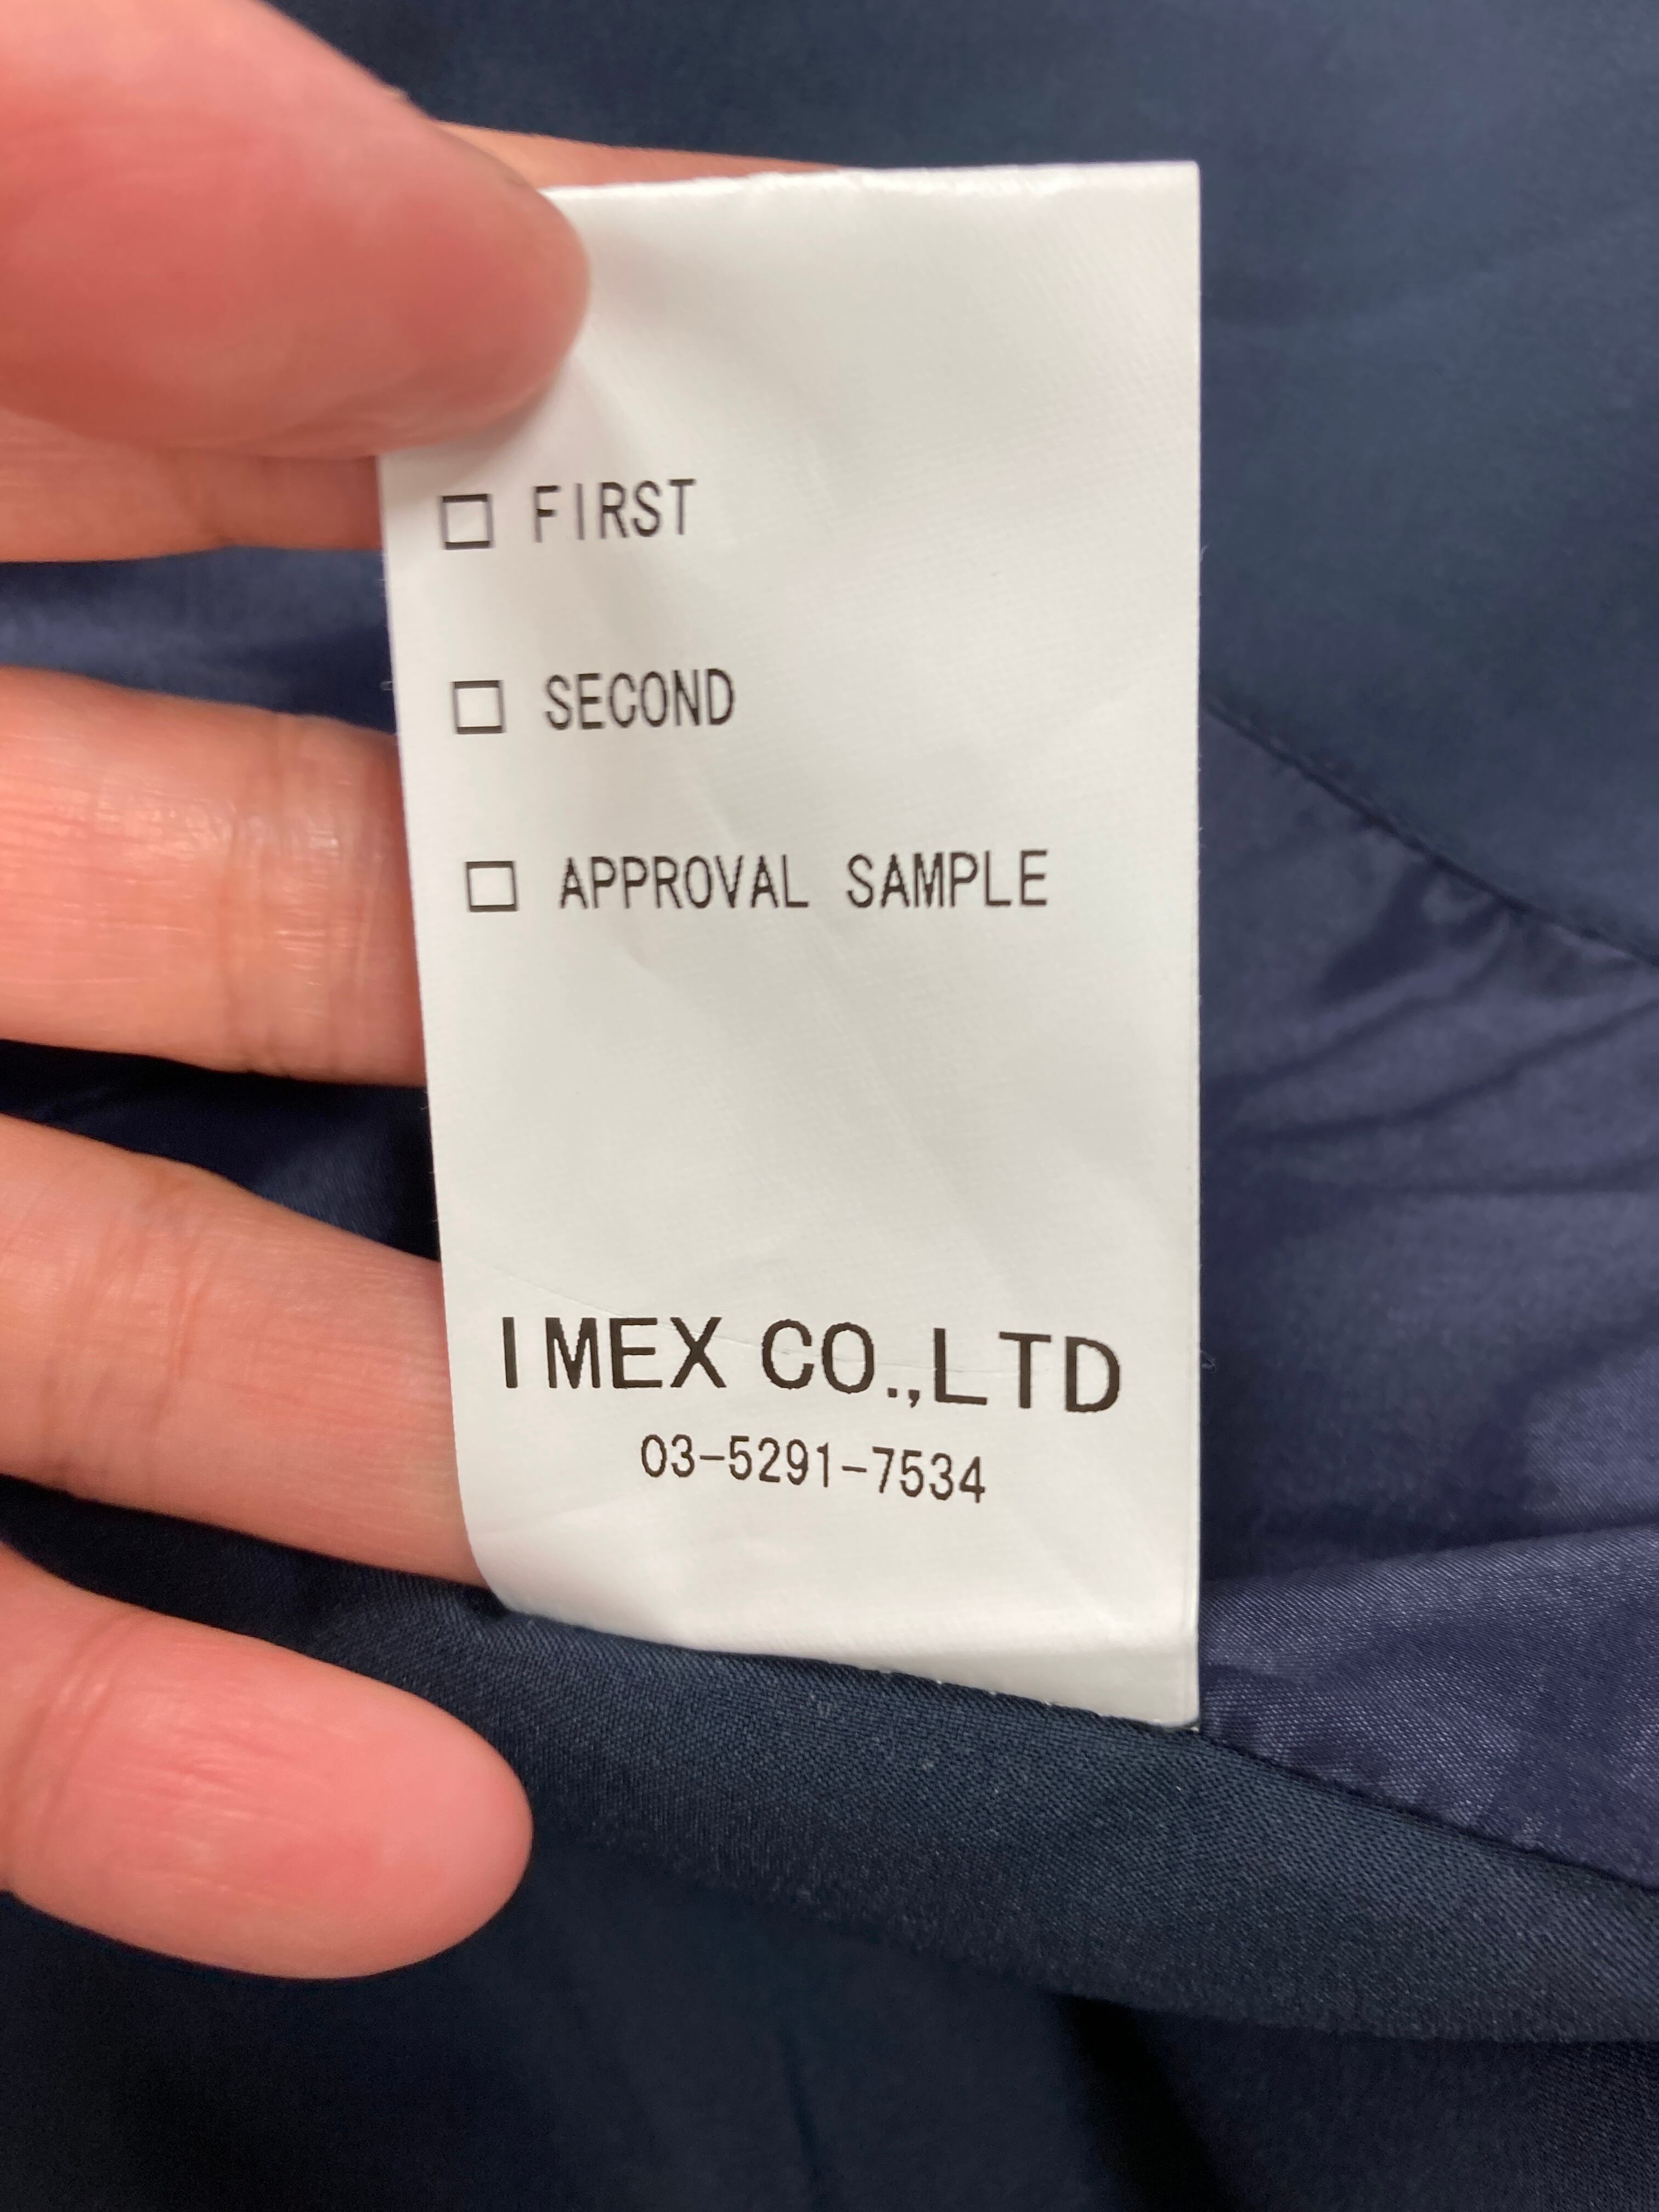 □ FIRST
□ SECOND
□ APPROVAL SAMPLE
IMEX CO.,LTD
03-5291-7534